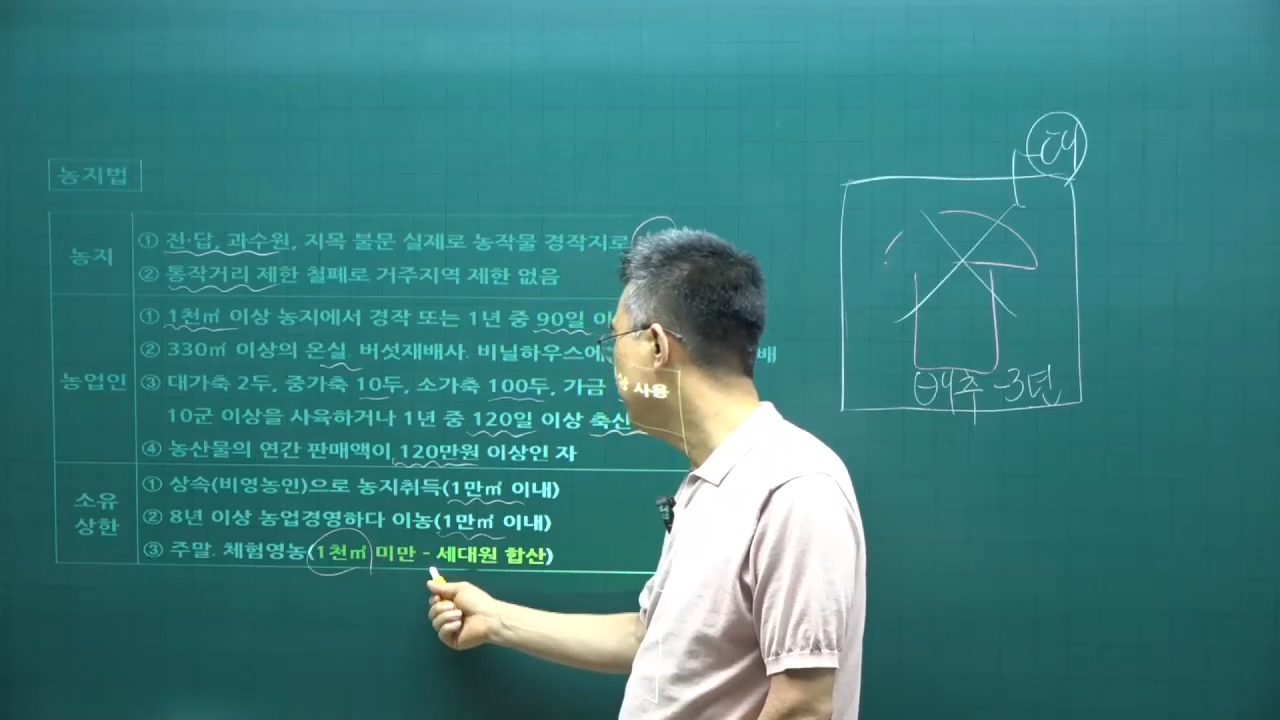 농지법
농지
① 전·답, 과수원, 지목 불문 실제로 농작물 경작지로
② 통작거리 제한 철폐로 거주지역 제한 없음
농업인
① 1천㎡ 이상 농지에서 경작 또는 1년 중 90일
② 330㎡ 이상의 온실. 버섯재배사. 비닐하우스에 배
③ 대가축 2두, 중가축 10두, 소가축 100두, 가금
사용
10군 이상을 사육하거나 1년 중 120일 이상 축산
④ 농산물의 연간 판매액이 120만원 이상인 자
소유
상한
① 상속(비영농인)으로 농지취득(1만㎡ 이내)
② 8년 이상 농업경영하다 이농(1만㎡ 이내)
③ 주말. 체험영농(1천㎡ 미만 - 세대원 합산)
-3년